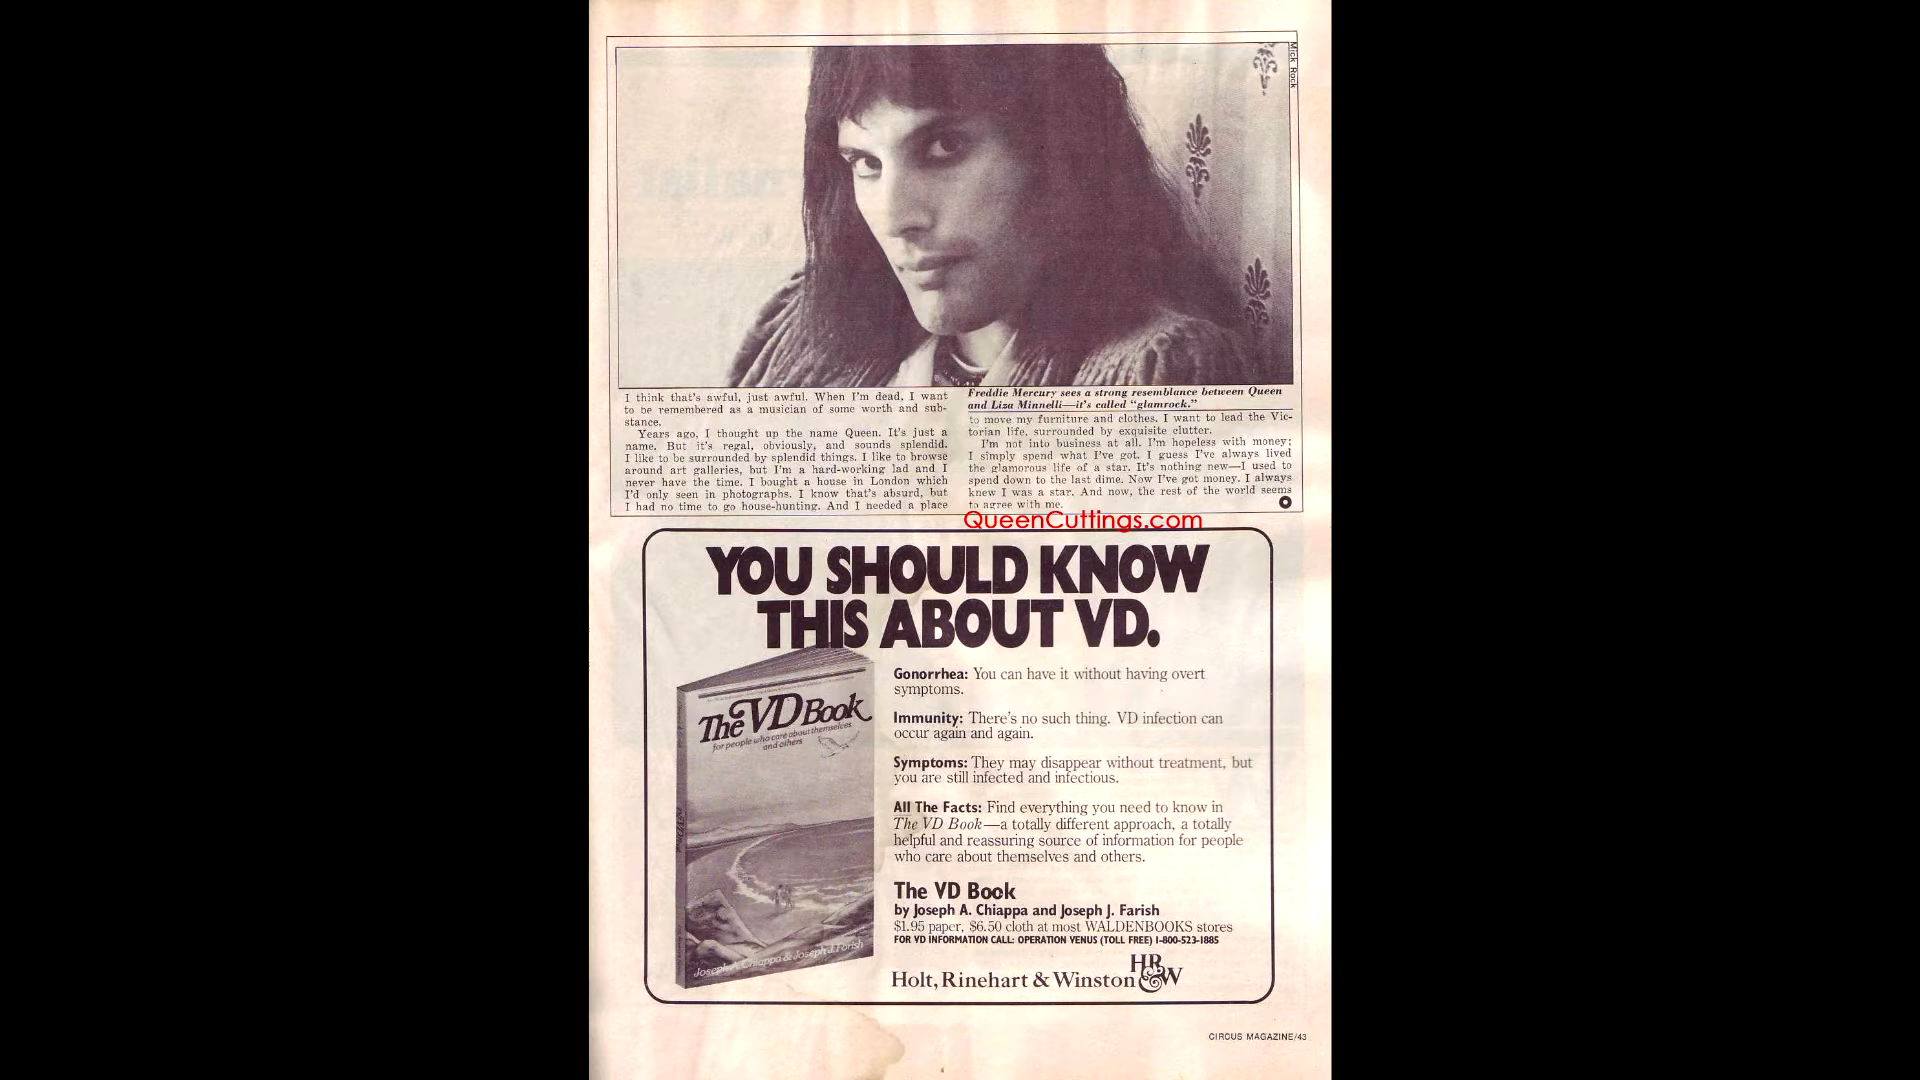 Mick Rock
I think that's awful, just awful. When I'm dead, I want
to be remembered as a musician of some worth and sub-
stance.
Years ago, I thought up the name Queen. It's just a
name. But it's regal, obviously, and sounds splendid.
I like to be surrounded by splendid things. I like to browse
around art galleries, but I'm a hard-working lad and I
never have the time. I bought a house in London which
I'd only seen in photographs. I know that's absurd, but
I had no time to go house-hunting. And I needed a place
Freddie Mercury sees a strong resemblance between Queen
and Liza Minnelli—it's called "glamrock."
to move my furniture and clothes. I want to lead the Vic-
torian life, surrounded by exquisite clutter.
I'm not into business at all. I'm hopeless with money;
I simply spend what I've got. I guess I've always lived
the glamorous life of a star. It's nothing new—I used to
spend down to the last dime. Now I've got money. I always
knew I was a star. And now, the rest of the world seems
to agree with me.
QueenCuttings.com
YOU SHOULD KNOW
THIS ABOUT VD.
The VD Book
for people who care about themselves
and others
Joseph A. Chiappa & Joseph J. Farish
Gonorrhea: You can have it without having overt
symptoms.
Immunity: There's no such thing. VD infection can
occur again and again.
Symptoms: They may disappear without treatment, but
you are still infected and infectious.
All The Facts: Find everything you need to know in
The VD Book—a totally different approach, a totally
helpful and reassuring source of information for people
who care about themselves and others.
The VD Book
by Joseph A. Chiappa and Joseph J. Farish
$1.95 paper, $6.50 cloth at most WALDENBOOKS stores
FOR VD INFORMATION CALL: OPERATION VENUS (TOLL FREE) 1-800-523-1885
Holt, Rinehart & Winston
HR&W
CIRCUS MAGAZINE/43